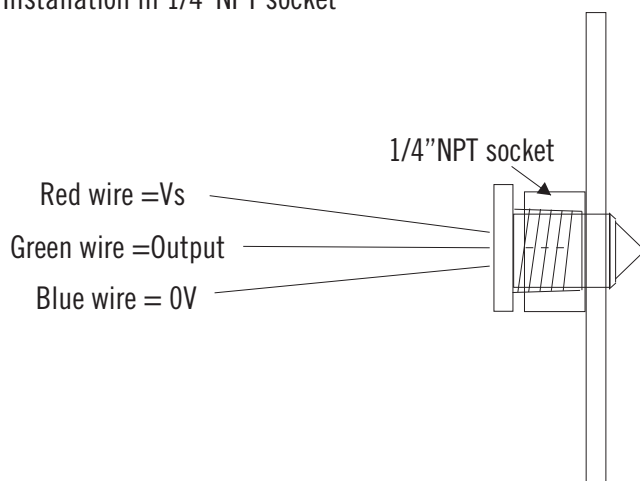 Installation in 1/4"NPT socket
1/4"NPT socket
Red wire =Vs
Green wire =Output
Blue wire = 0V